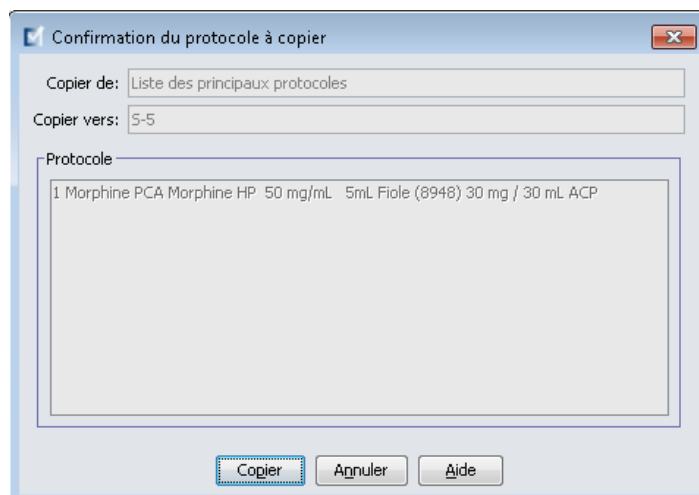 Confirmation du protocole à copier
Copier de: Liste des principaux protocoles
Copier vers: S-5
Protocole
1 Morphine PCA Morphine HP  50 mg/mL   5mL Fiole (8948) 30 mg / 30 mL ACP
Copier Annuler Aide